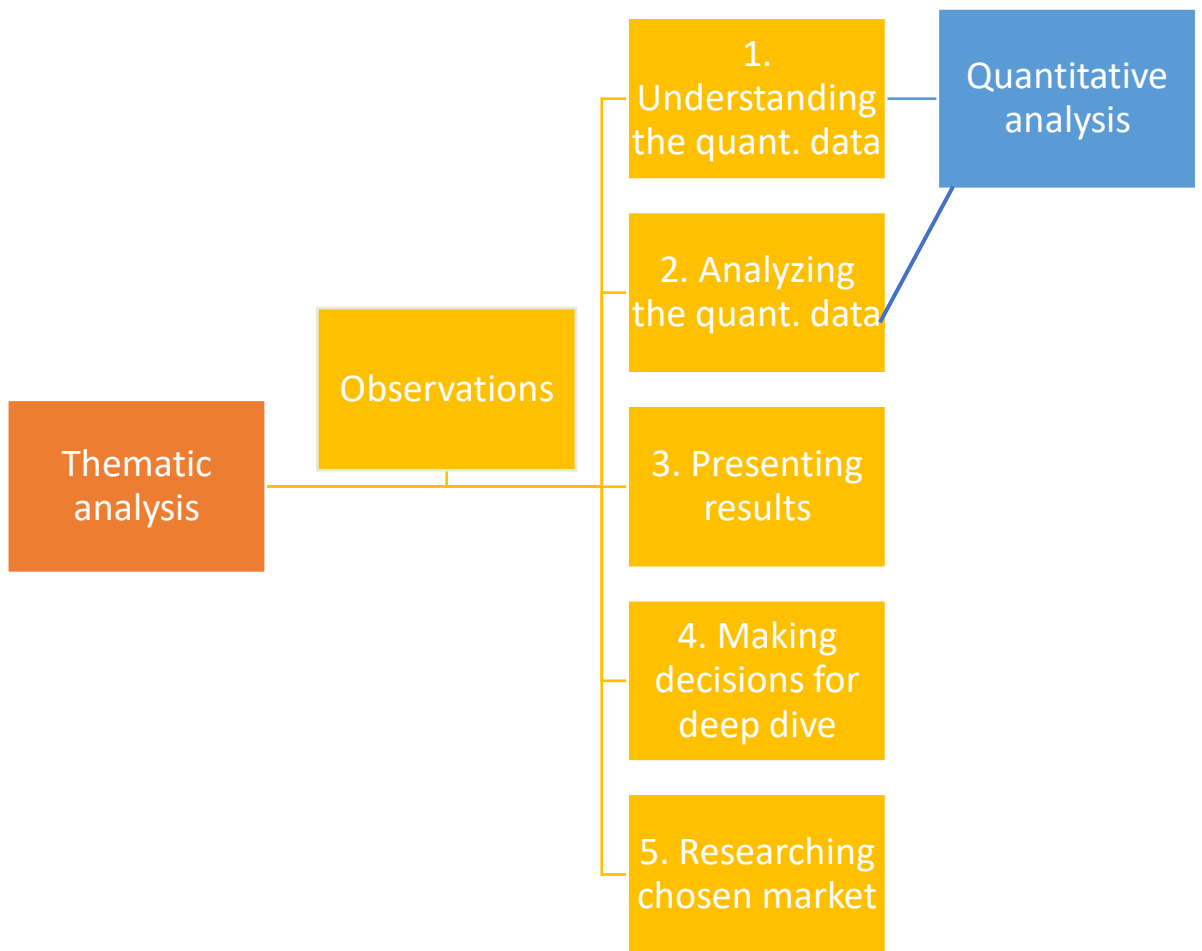 Thematic
analysis
Observations
1.
Understanding
the quant. data
2. Analyzing
the quant. data
3. Presenting
results
4. Making
decisions for
deep dive
5. Researching
chosen market
Quantitative
analysis